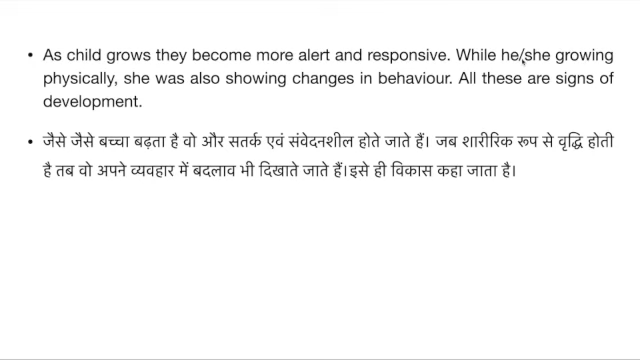 • As child grows they become more alert and responsive. While he/she growing
physically, she was also showing changes in behaviour. All these are signs of
development.
• जैसे जैसे बच्चा बढ़ता है वो और सतर्क एवं संवेदनशील होते जाते हैं। जब शारीरिक रूप से वृद्धि होती
है तब वो अपने व्यवहार में बदलाव भी दिखाते जाते हैं।इसे ही विकास कहा जाता है।